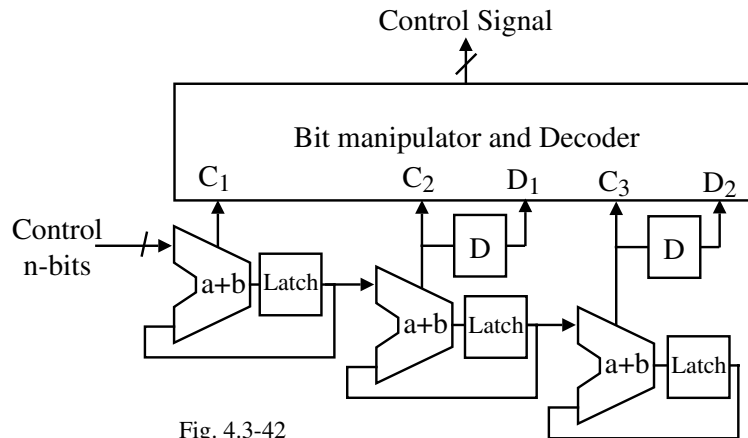 Control Signal
Bit manipulator and Decoder
C1 C2 D1 C3 D2
Control
n-bits
D D
a+b Latch
a+b Latch
a+b Latch
Fig. 4.3-42